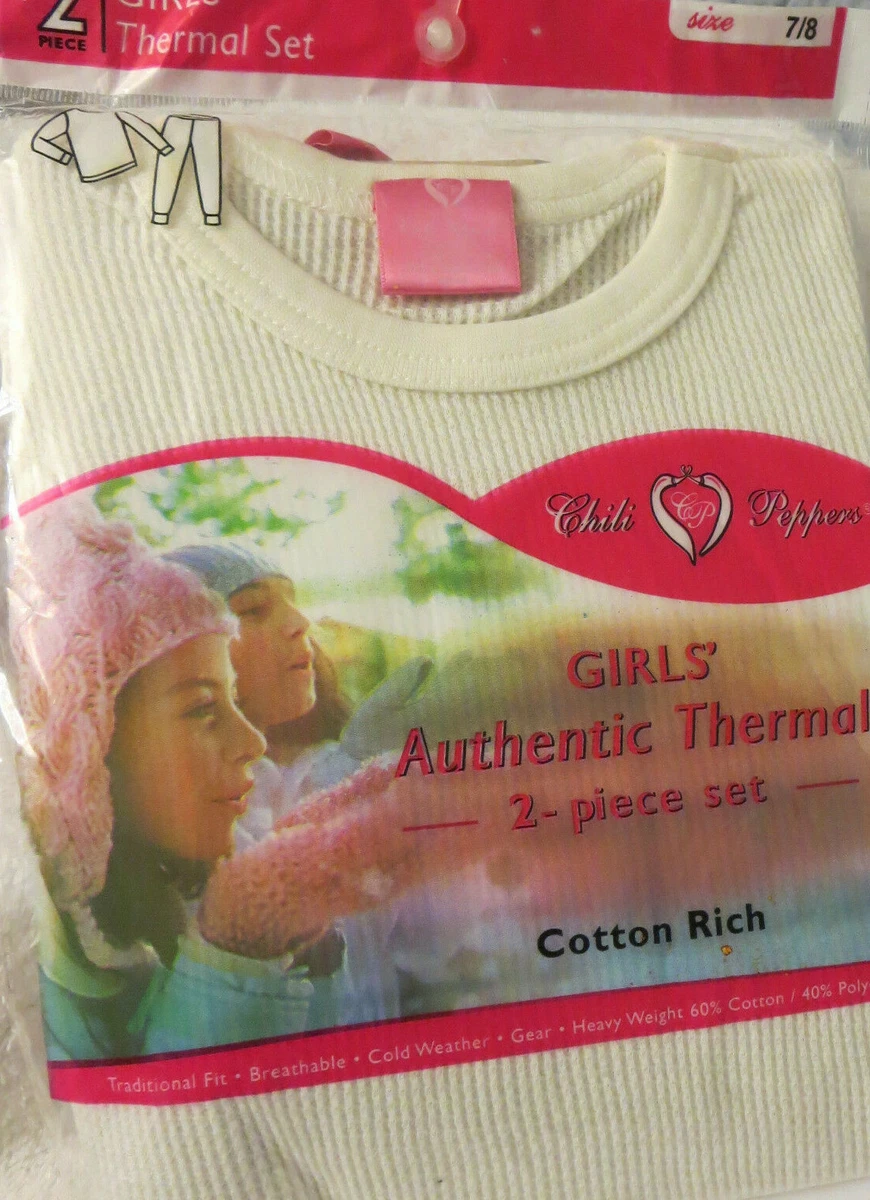 2
PIECE
GIRLS'
Thermal Set
size 7/8
Chili CP Peppers
GIRLS'
Authentic Thermal
2-piece set
Cotton Rich
Traditional Fit • Breathable • Cold Weather • Gear • Heavy Weight 60% Cotton / 40% Poly